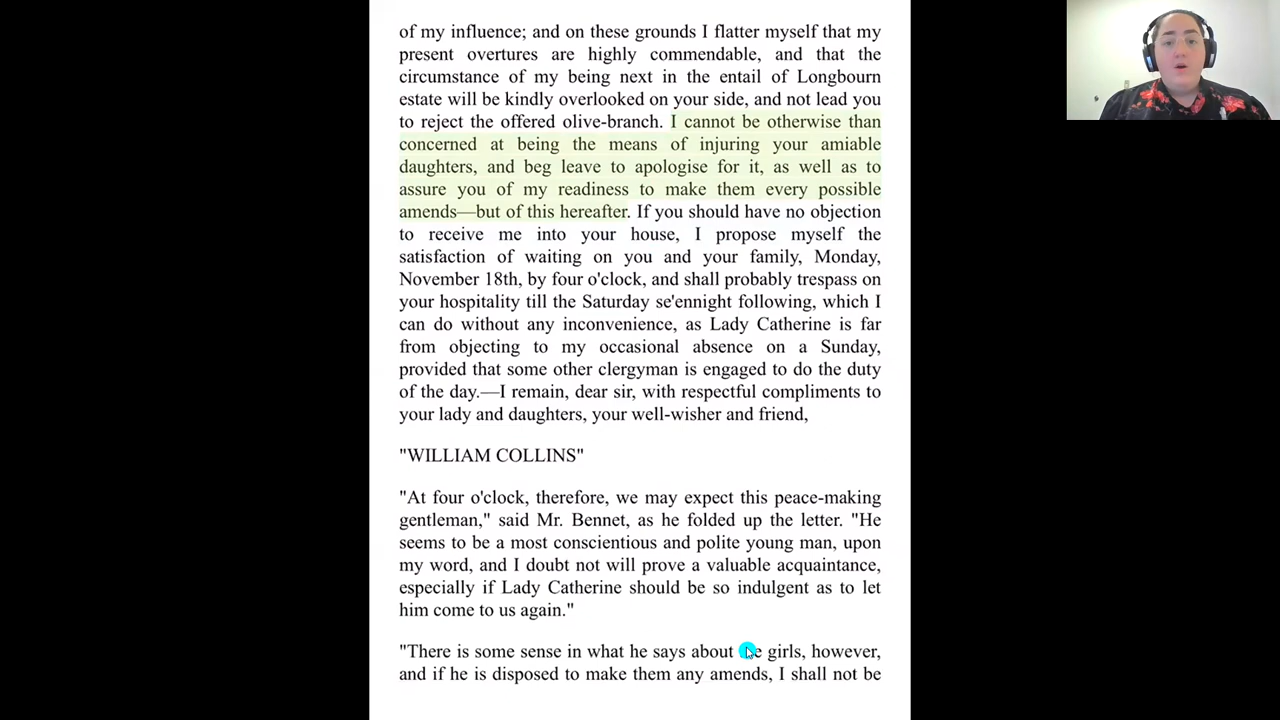 of my influence; and on these grounds I flatter myself that my
present overtures are highly commendable, and that the
circumstance of my being next in the entail of Longbourn
estate will be kindly overlooked on your side, and not lead you
to reject the offered olive-branch. I cannot be otherwise than
concerned at being the means of injuring your amiable
daughters, and beg leave to apologise for it, as well as to
assure you of my readiness to make them every possible
amends—but of this hereafter. If you should have no objection
to receive me into your house, I propose myself the
satisfaction of waiting on you and your family, Monday,
November 18th, by four o'clock, and shall probably trespass on
your hospitality till the Saturday se'ennight following, which I
can do without any inconvenience, as Lady Catherine is far
from objecting to my occasional absence on a Sunday,
provided that some other clergyman is engaged to do the duty
of the day.—I remain, dear sir, with respectful compliments to
your lady and daughters, your well-wisher and friend,
"WILLIAM COLLINS"
"At four o'clock, therefore, we may expect this peace-making
gentleman," said Mr. Bennet, as he folded up the letter. "He
seems to be a most conscientious and polite young man, upon
my word, and I doubt not will prove a valuable acquaintance,
especially if Lady Catherine should be so indulgent as to let
him come to us again."
"There is some sense in what he says about the girls, however,
and if he is disposed to make them any amends, I shall not be